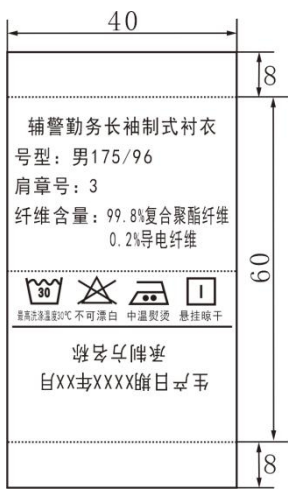 40
8
辅警勤务长袖制式衬衣
号型：男175/96
肩章号：3
纤维含量：99.8%复合聚酯纤维
0.2%导电纤维
60
30
最高洗涤温度30℃ 不可漂白 中温熨烫 悬挂晾干
承制方名称
生产日期XXXX年XX月
8